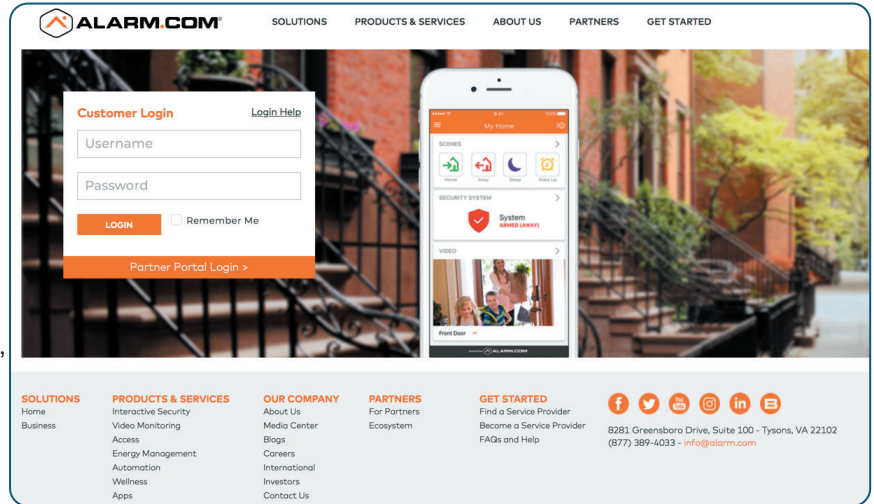 ALARM.COM®
SOLUTIONS PRODUCTS & SERVICES ABOUT US PARTNERS GET STARTED
Customer Login Login Help
Username
Password
LOGIN Remember Me
Partner Portal Login >
9:41
My Home
SCENES
Home Away Sleep Wake Up
SECURITY SYSTEM
System
ARMED (AWAY)
VIDEO
Front Door
ALARM.COM
,
SOLUTIONS
Home
Business
PRODUCTS & SERVICES
Interactive Security
Video Monitoring
Access
Energy Management
Automation
Wellness
Apps
OUR COMPANY
About Us
Media Center
Blogs
Careers
International
Investors
Contact Us
PARTNERS
For Partners
Ecosystem
GET STARTED
Find a Service Provider
Become a Service Provider
FAQs and Help
8281 Greensboro Drive, Suite 100 - Tysons, VA 22102
(877) 389-4033 - info@alarm.com